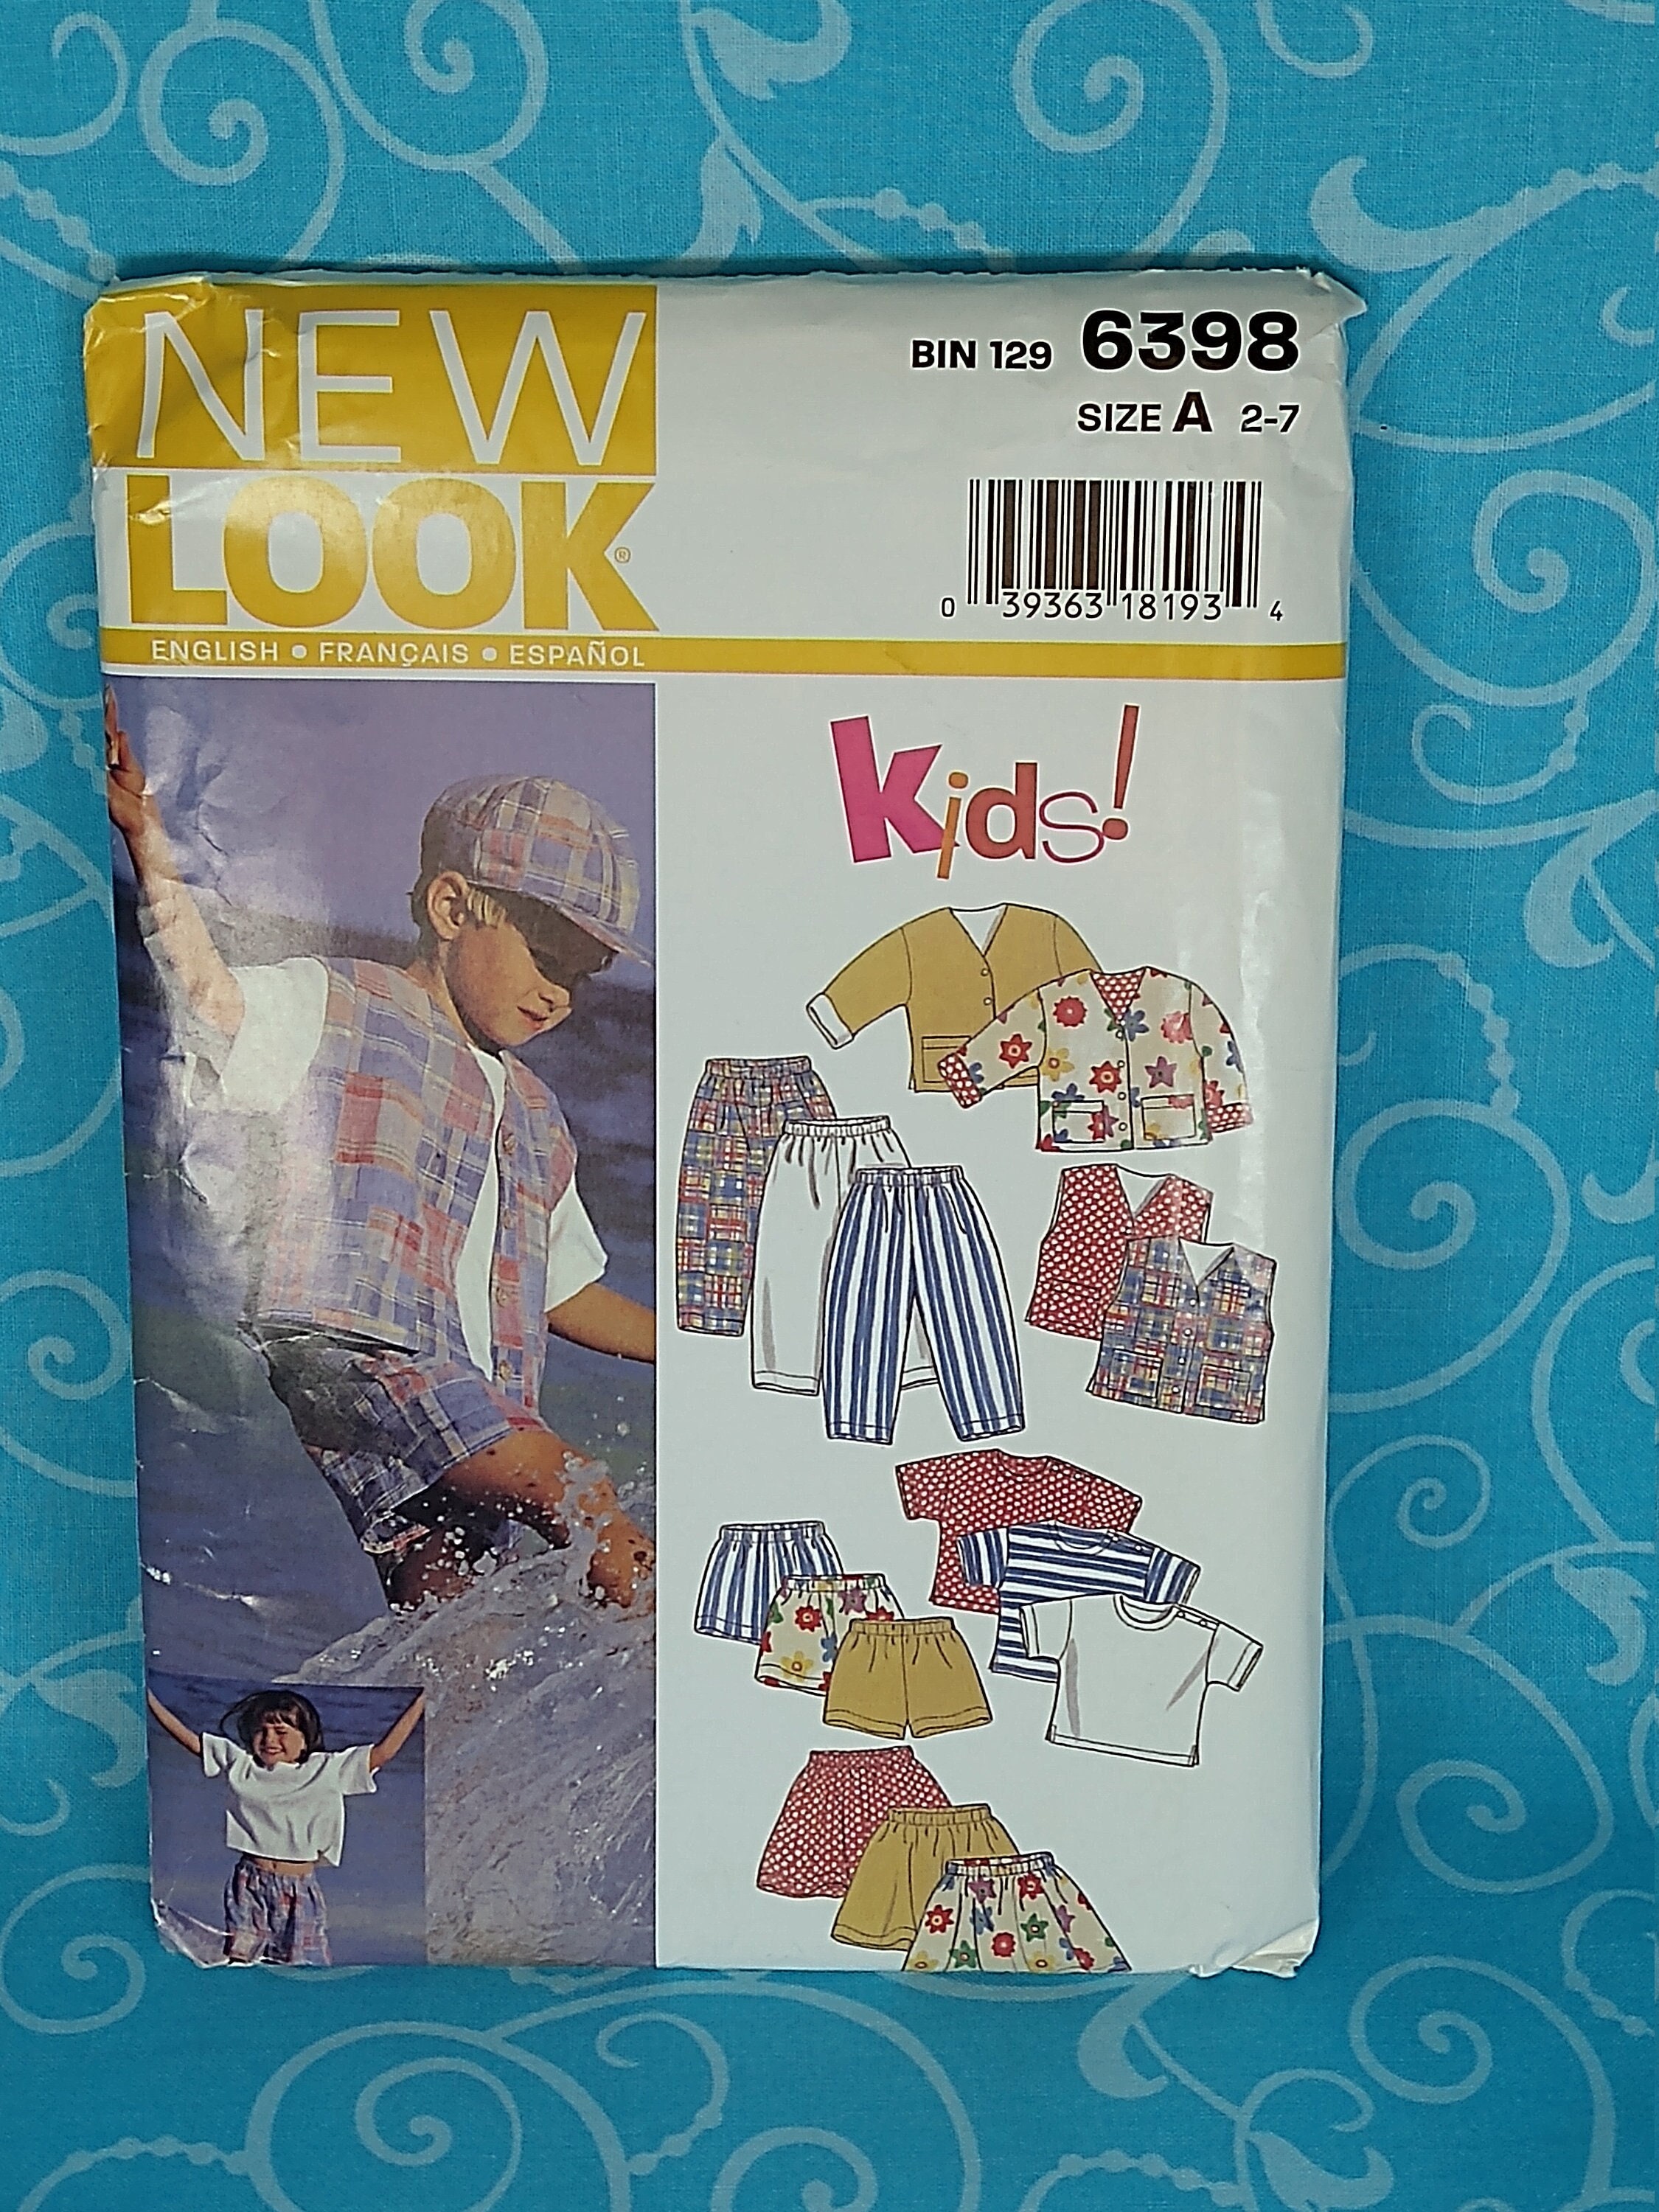 NEW
LOOK®
BIN 129 6398
SIZE A 2-7
0 39363 18193 4
ENGLISH • FRANÇAIS • ESPAÑOL
kids!